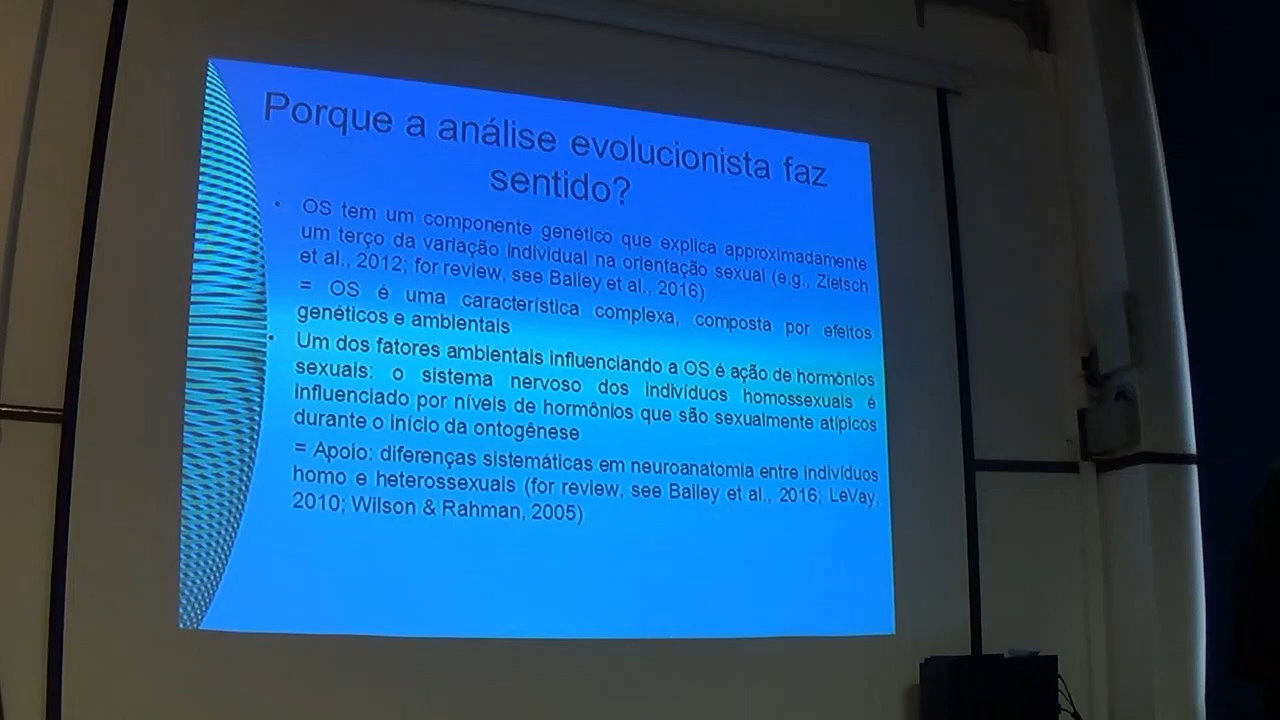 Porque a análise evolucionista faz
sentido?
• OS tem um componente genético que explica approximadamente
um terço da variação individual na orientação sexual (e.g., Zietsch
et al., 2012; for review, see Bailey et al., 2016)
= OS é uma característica complexa, composta por efeitos
genéticos e ambientais
• Um dos fatores ambientais influenciando a OS é ação de hormônios
sexuais: o sistema nervoso dos indivíduos homossexuais é
influenciado por níveis de hormônios que são sexualmente atípicos
durante o início da ontogênese
= Apoio: diferenças sistemáticas em neuroanatomia entre indivíduos
homo e heterossexuais (for review, see Bailey et al., 2016; LeVay,
2010; Wilson & Rahman, 2005)